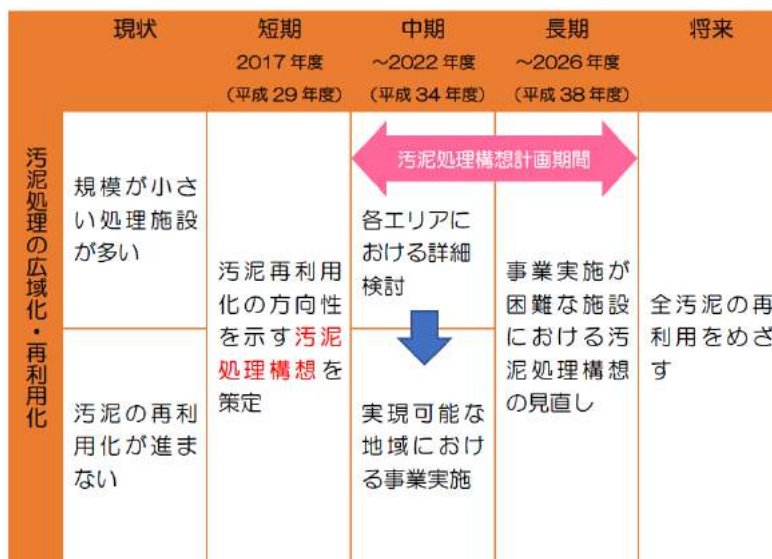 現状
短期
2017年度
(平成29年度)
中期
～2022年度
(平成34年度)
長期
～2026年度
(平成38年度)
将来
汚泥処理の広域化・再利用化
規模が小さ
い処理施設
が多い
汚泥の再利
用化が進ま
ない
汚泥再利用
化の方向性
を示す汚泥
処理構想を
策定
汚泥処理構想計画期間
各エリアに
おける詳細
検討
実現可能な
地域におけ
る事業実施
事業実施が
困難な施設
における汚
泥処理構想
の見直し
全汚泥の再
利用をめざ
す